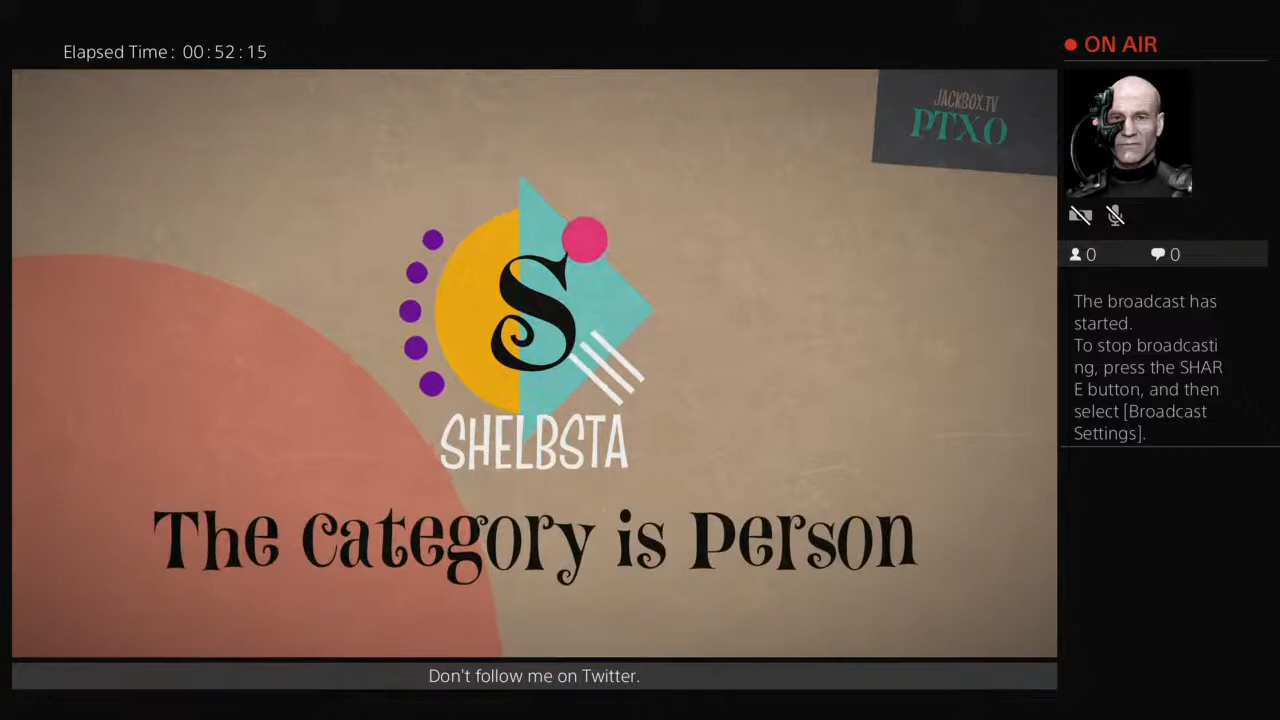 Elapsed Time: 00:52:15
ON AIR
JACKBOX.TV
PTXO
S
SHELBSTA
The Category is Person
0 0
The broadcast has
started.
To stop broadcasti
ng, press the SHAR
E button, and then
select [Broadcast
Settings].
Don't follow me on Twitter.